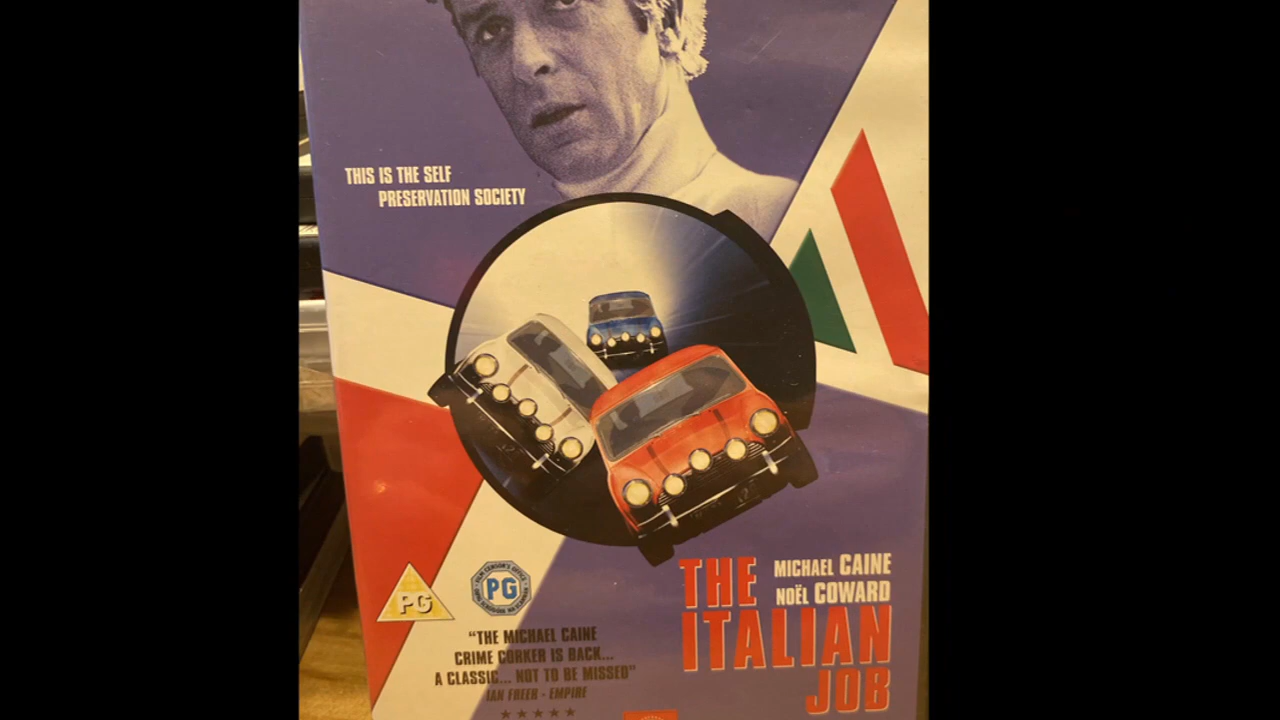 THIS IS THE SELF
PRESERVATION SOCIETY
THE
MICHAEL CAINE
NOËL COWARD
ITALIAN
JOB
PG
PG
"THE MICHAEL CAINE
CRIME CORKER IS BACK...
A CLASSIC... NOT TO BE MISSED"
IAN FREER - EMPIRE